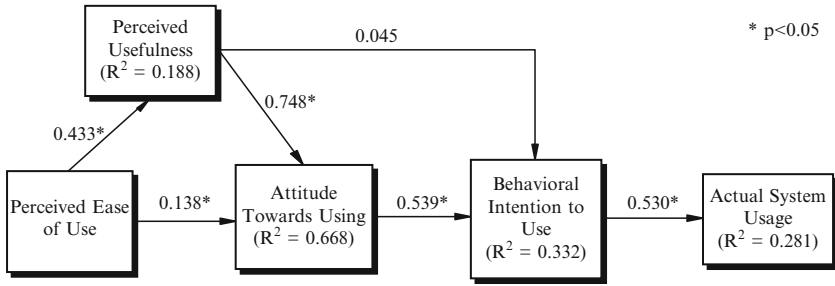 Perceived
Usefulness
(R² = 0.188)
0.045
* p<0.05
0.748*
0.433*
Perceived Ease
of Use
0.138*
Attitude
Towards Using
(R² = 0.668)
0.539*
Behavioral
Intention to
Use
(R² = 0.332)
0.530*
Actual System
Usage
(R² = 0.281)